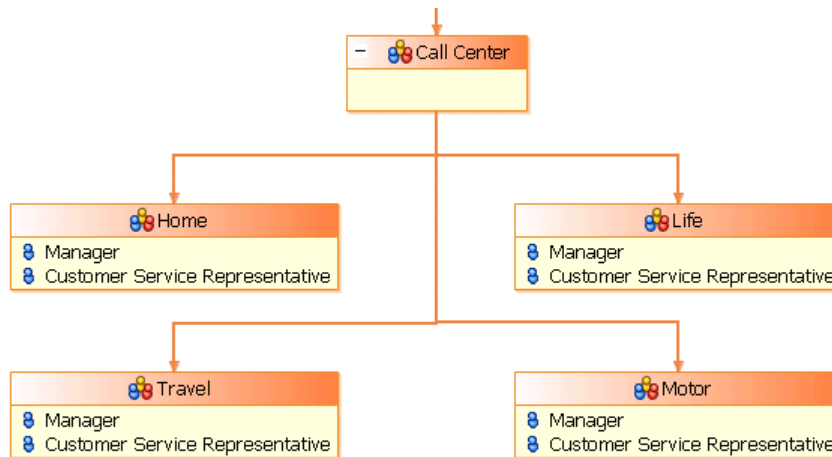 Call Center
Home
Manager
Customer Service Representative
Life
Manager
Customer Service Representative
Travel
Manager
Customer Service Representative
Motor
Manager
Customer Service Representative